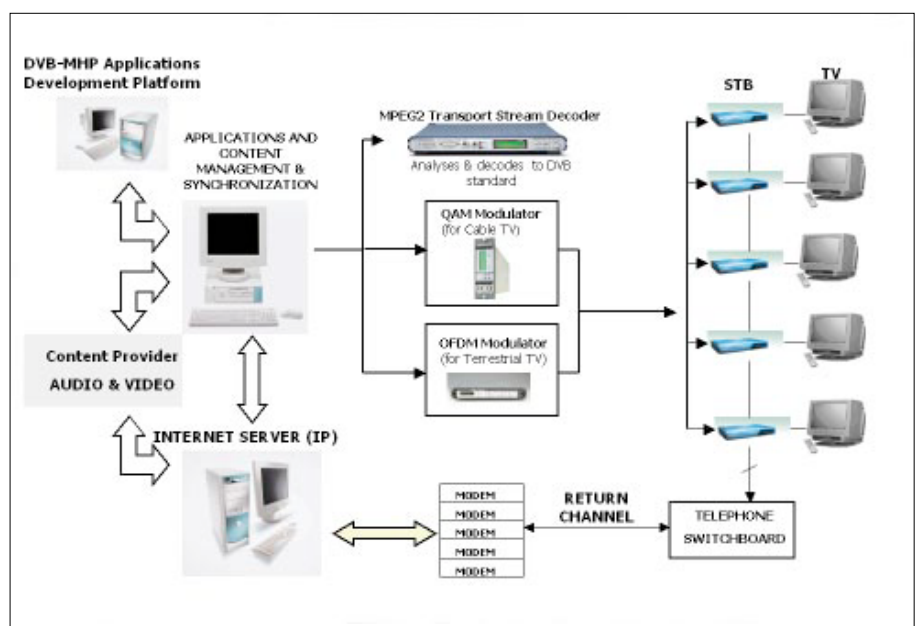 DVB-MHP Applications
Development Platform
APPLICATIONS AND
CONTENT
MANAGEMENT &
SYNCHRONIZATION
MPEG2 Transport Stream Decoder
Analyses & decodes to DVB
standard
QAM Modulator
(for Cable TV)
OFDM Modulator
(for Terrestrial TV)
STB
TV
Content Provider
AUDIO & VIDEO
INTERNET SERVER (IP)
MODEM
MODEM
MODEM
MODEM
MODEM
RETURN
CHANNEL
TELEPHONE
SWITCHBOARD